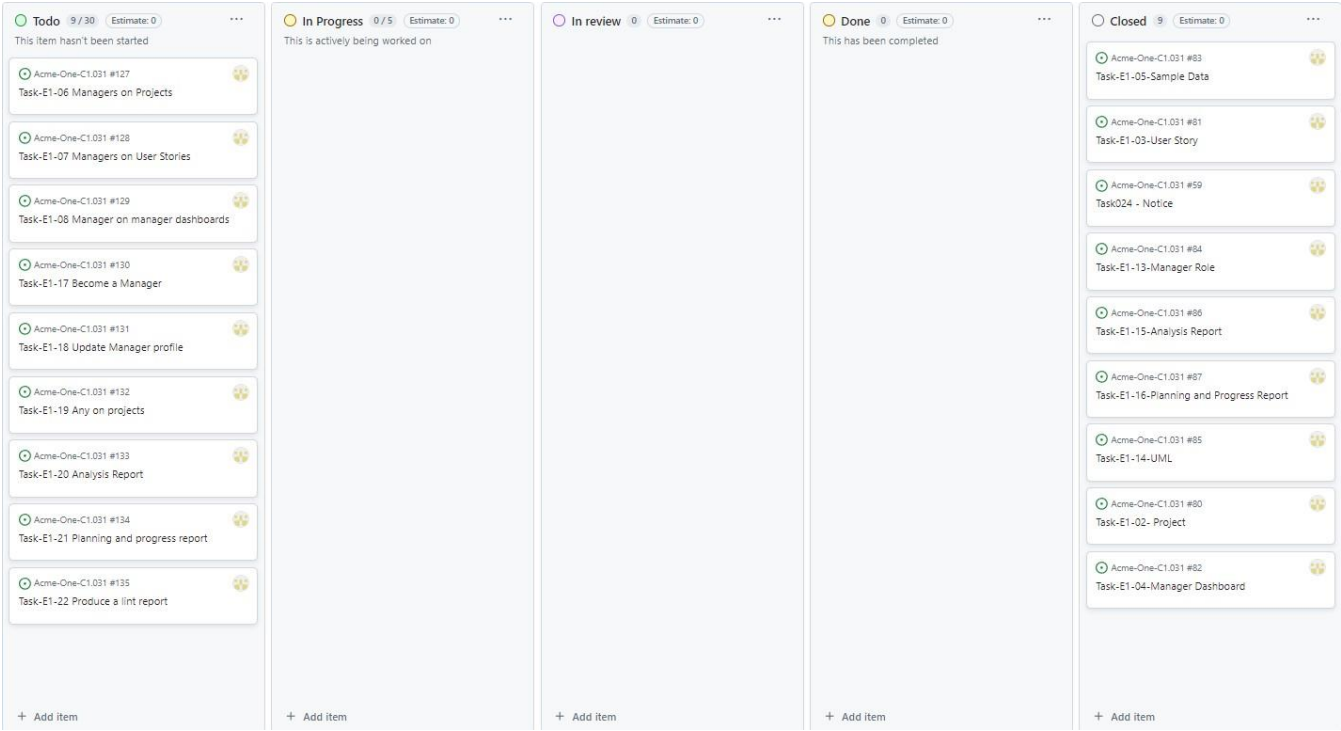 Todo 9 / 30 Estimate: 0
This item hasn't been started
Acme-One-C1.031 #127
Task-E1-06 Managers on Projects
Acme-One-C1.031 #128
Task-E1-07 Managers on User Stories
Acme-One-C1.031 #129
Task-E1-08 Manager on manager dashboards
Acme-One-C1.031 #130
Task-E1-17 Become a Manager
Acme-One-C1.031 #131
Task-E1-18 Update Manager profile
Acme-One-C1.031 #132
Task-E1-19 Any on projects
Acme-One-C1.031 #133
Task-E1-20 Analysis Report
Acme-One-C1.031 #134
Task-E1-21 Planning and progress report
Acme-One-C1.031 #135
Task-E1-22 Produce a lint report
+ Add item
In Progress 0 / 5 Estimate: 0
This is actively being worked on
+ Add item
In review 0 Estimate: 0
+ Add item
Done 0 Estimate: 0
This has been completed
+ Add item
Closed 9 Estimate: 0
Acme-One-C1.031 #83
Task-E1-05-Sample Data
Acme-One-C1.031 #81
Task-E1-03-User Story
Acme-One-C1.031 #59
Task024 - Notice
Acme-One-C1.031 #84
Task-E1-13-Manager Role
Acme-One-C1.031 #86
Task-E1-15-Analysis Report
Acme-One-C1.031 #87
Task-E1-16-Planning and Progress Report
Acme-One-C1.031 #85
Task-E1-14-UML
Acme-One-C1.031 #80
Task-E1-02- Project
Acme-One-C1.031 #82
Task-E1-04-Manager Dashboard
+ Add item